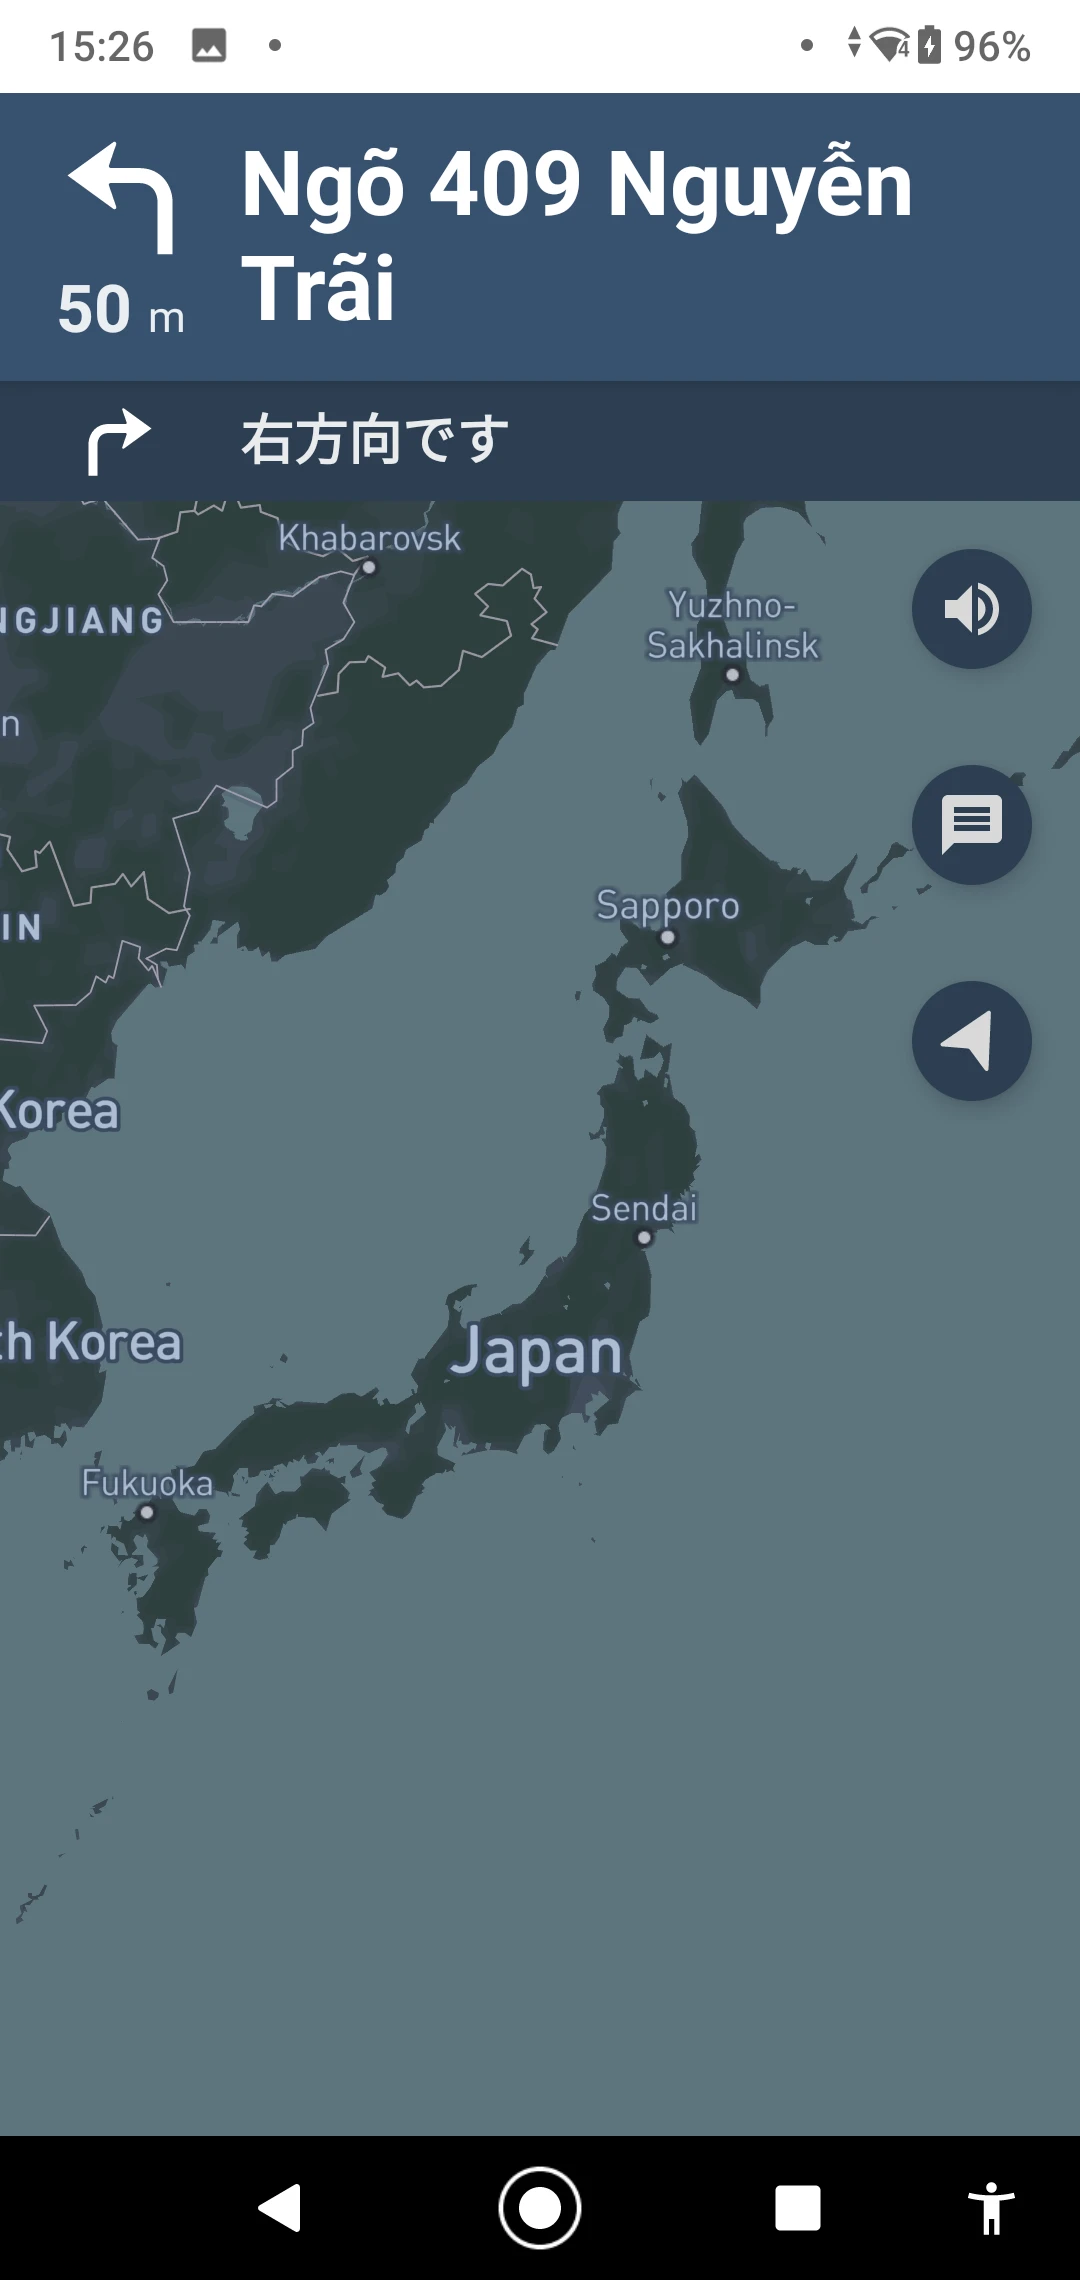 15:26
4 96%
Ngõ 409 Nguyễn
Trãi
50 m
右方向です
Khabarovsk
NGJIANG
Yuzhno-
Sakhalinsk
n
Sapporo
IN
Korea
Sendai
th Korea
Japan
Fukuoka